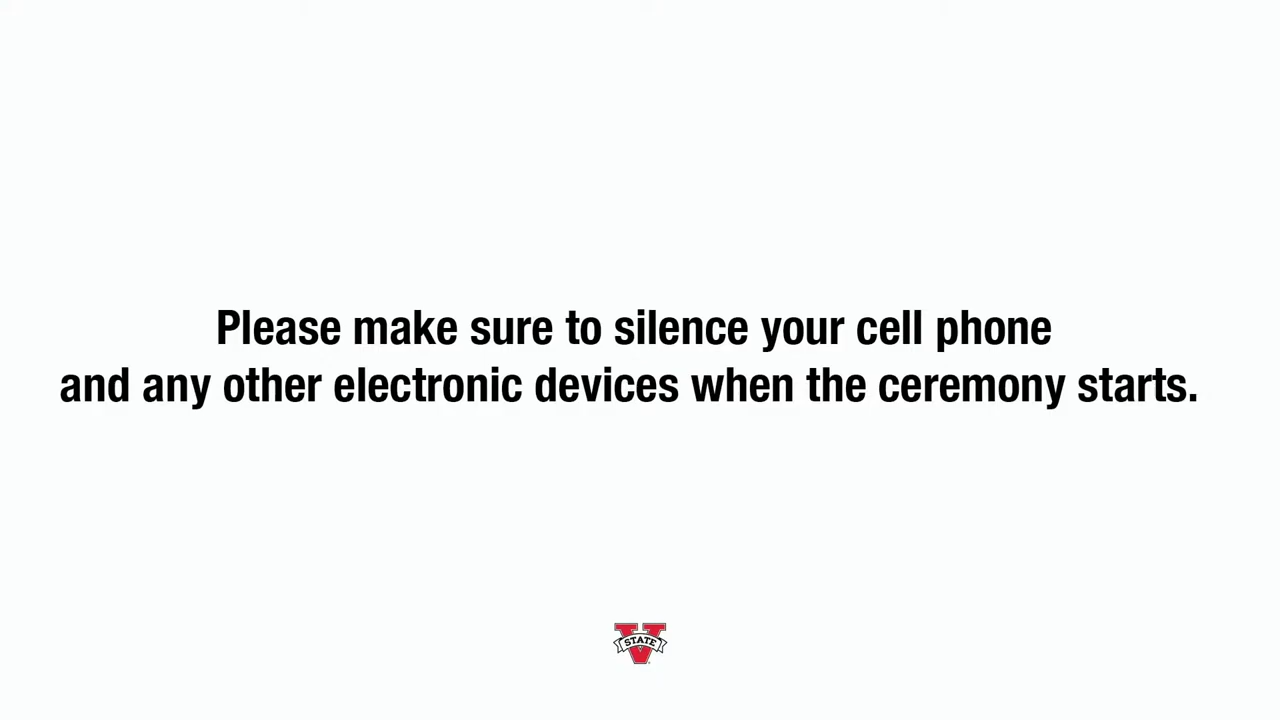 Please make sure to silence your cell phone
and any other electronic devices when the ceremony starts.
V
STATE